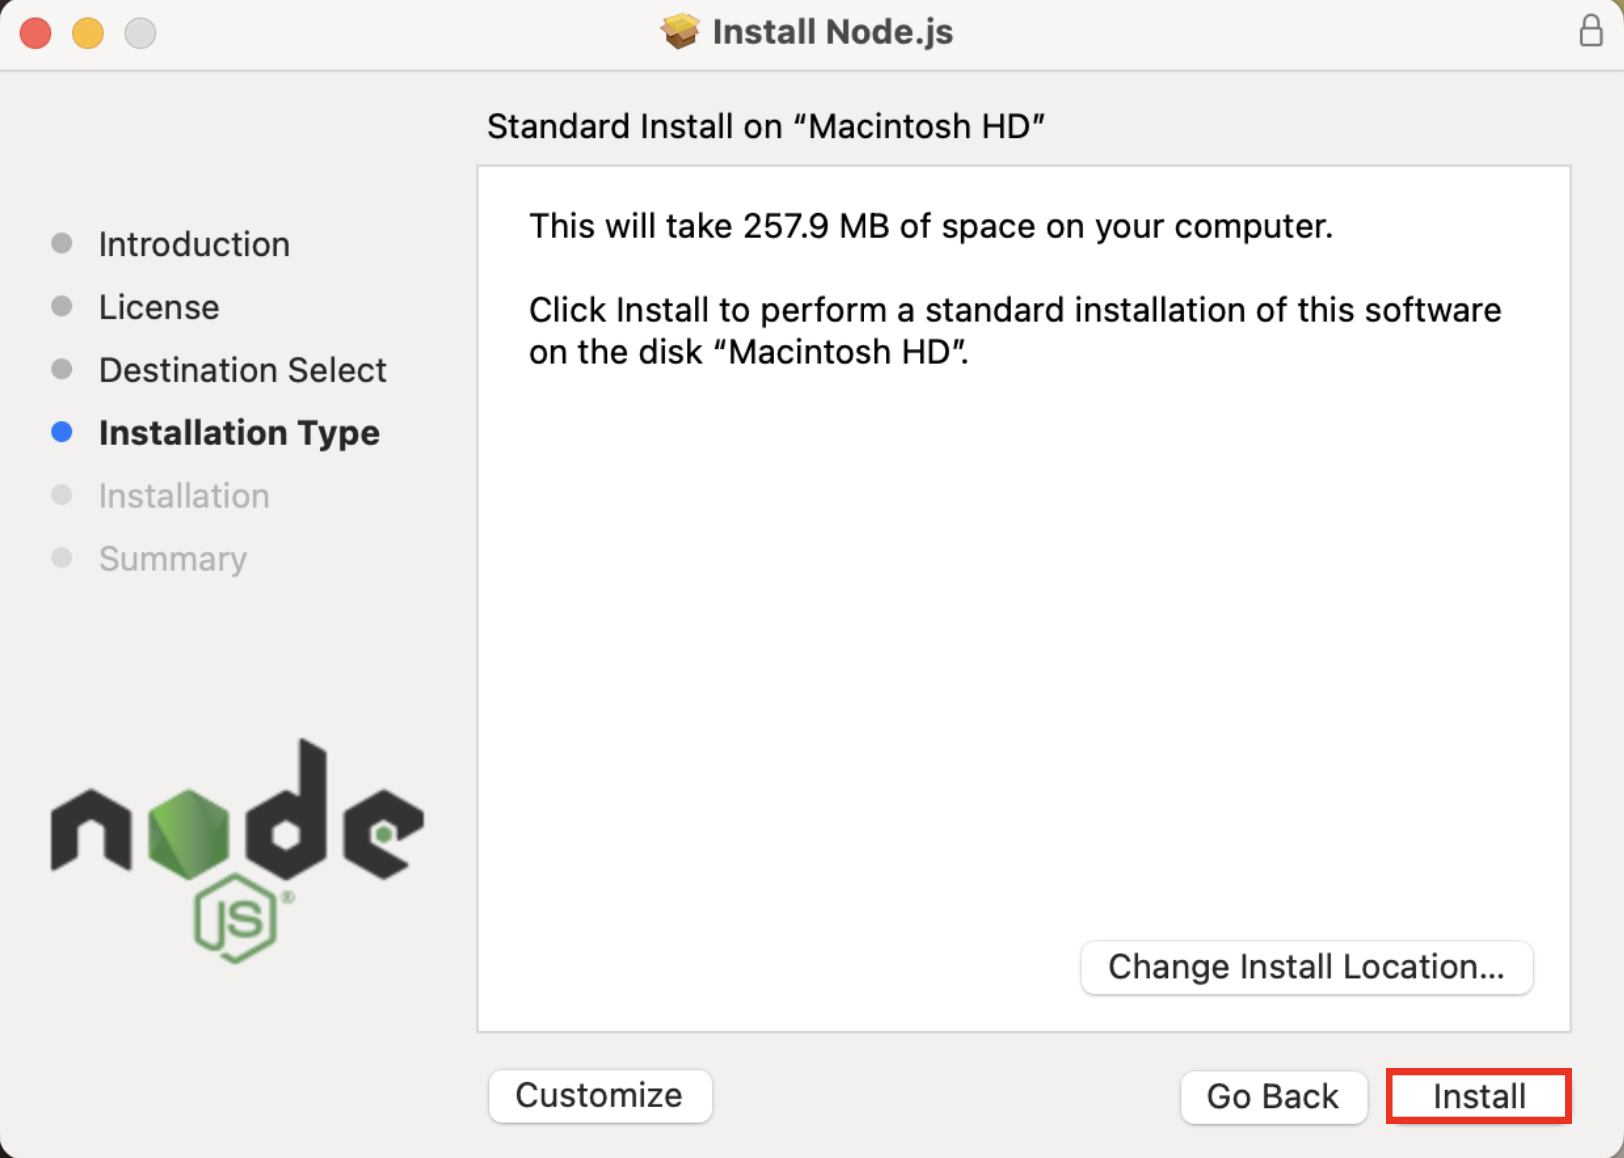 Install Node.js
Standard Install on “Macintosh HD”
Introduction
License
Destination Select
Installation Type
Installation
Summary
This will take 257.9 MB of space on your computer.
Click Install to perform a standard installation of this software
on the disk “Macintosh HD”.
node
JS®
Change Install Location...
Customize
Go Back
Install